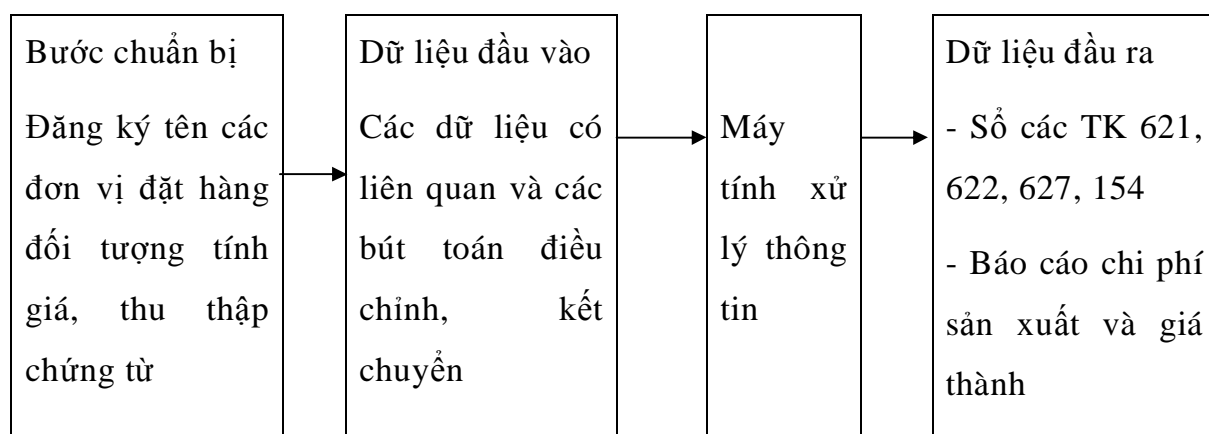 Bước chuẩn bị
Đăng ký tên các
đơn vị đặt hàng
đối tượng tính
giá, thu thập
chứng từ
Dữ liệu đầu vào
Các dữ liệu có
liên quan và các
bút toán điều
chỉnh, kết
chuyển
Máy
tính xử
lý thông
tin
Dữ liệu đầu ra
- Sổ các TK 621,
622, 627, 154
- Báo cáo chi phí
sản xuất và giá
thành